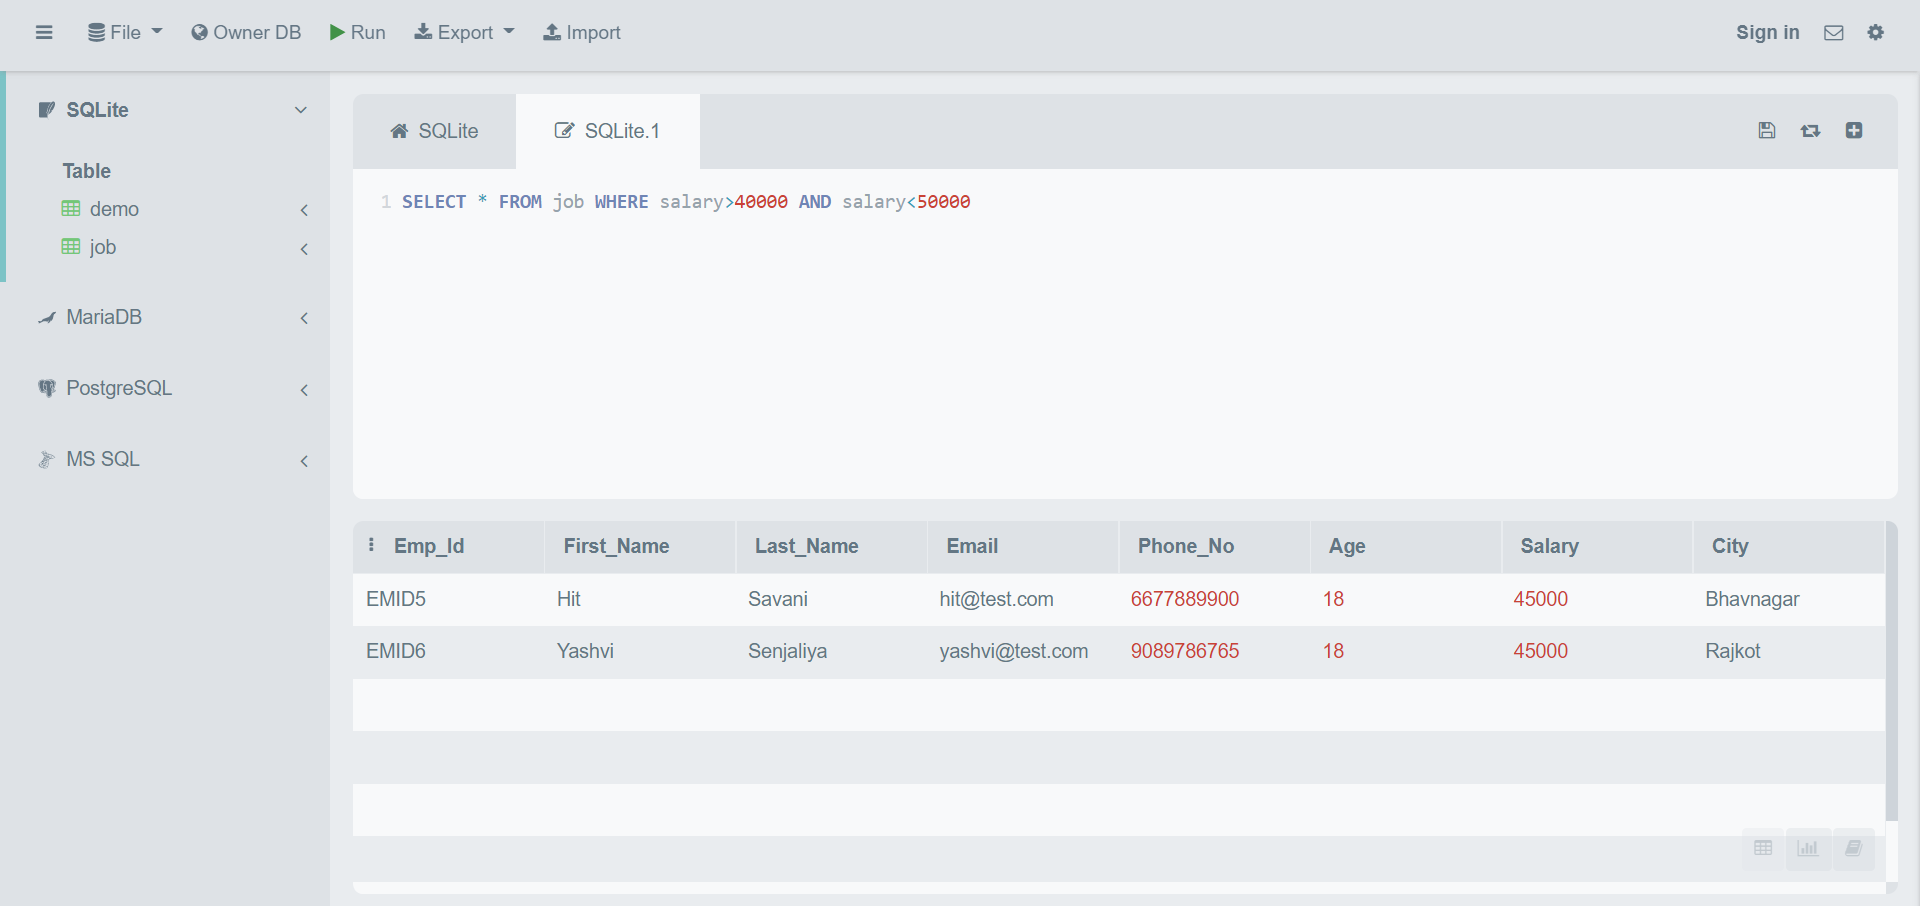 File Owner DB Run Export Import Sign in
SQLite
Table
demo
job
MariaDB
PostgreSQL
MS SQL
SQLite SQLite.1
1 SELECT * FROM job WHERE salary>40000 AND salary<50000
Emp_Id First_Name Last_Name Email Phone_No Age Salary City
EMID5 Hit Savani hit@test.com 6677889900 18 45000 Bhavnagar
EMID6 Yashvi Senjaliya yashvi@test.com 9089786765 18 45000 Rajkot